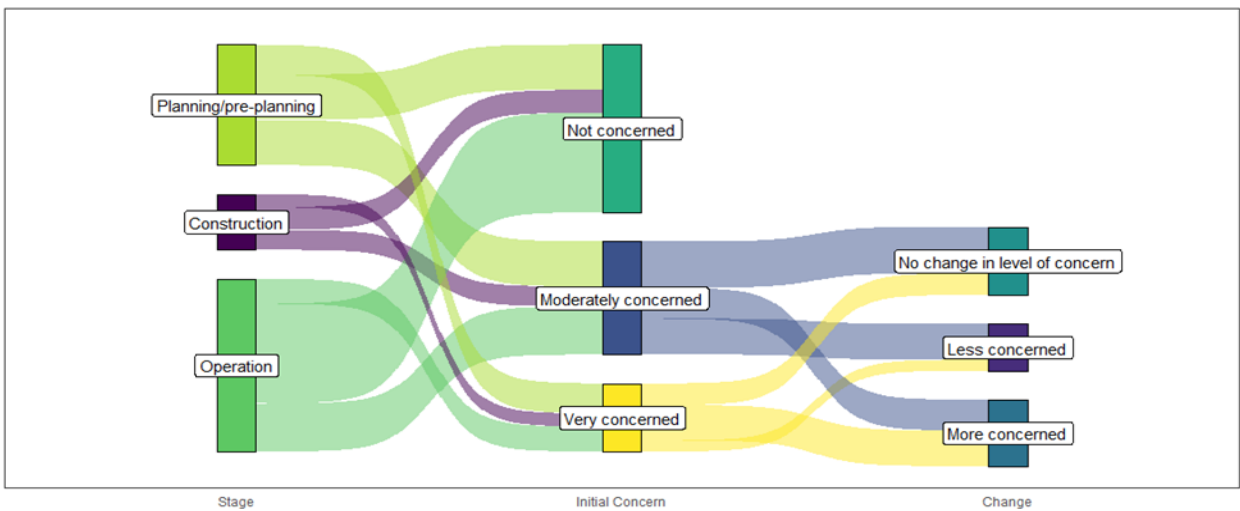 Planning/pre-planning
Construction
Operation
Not concerned
Moderately concerned
Very concerned
No change in level of concern
Less concerned
More concerned
Stage
Initial Concern
Change